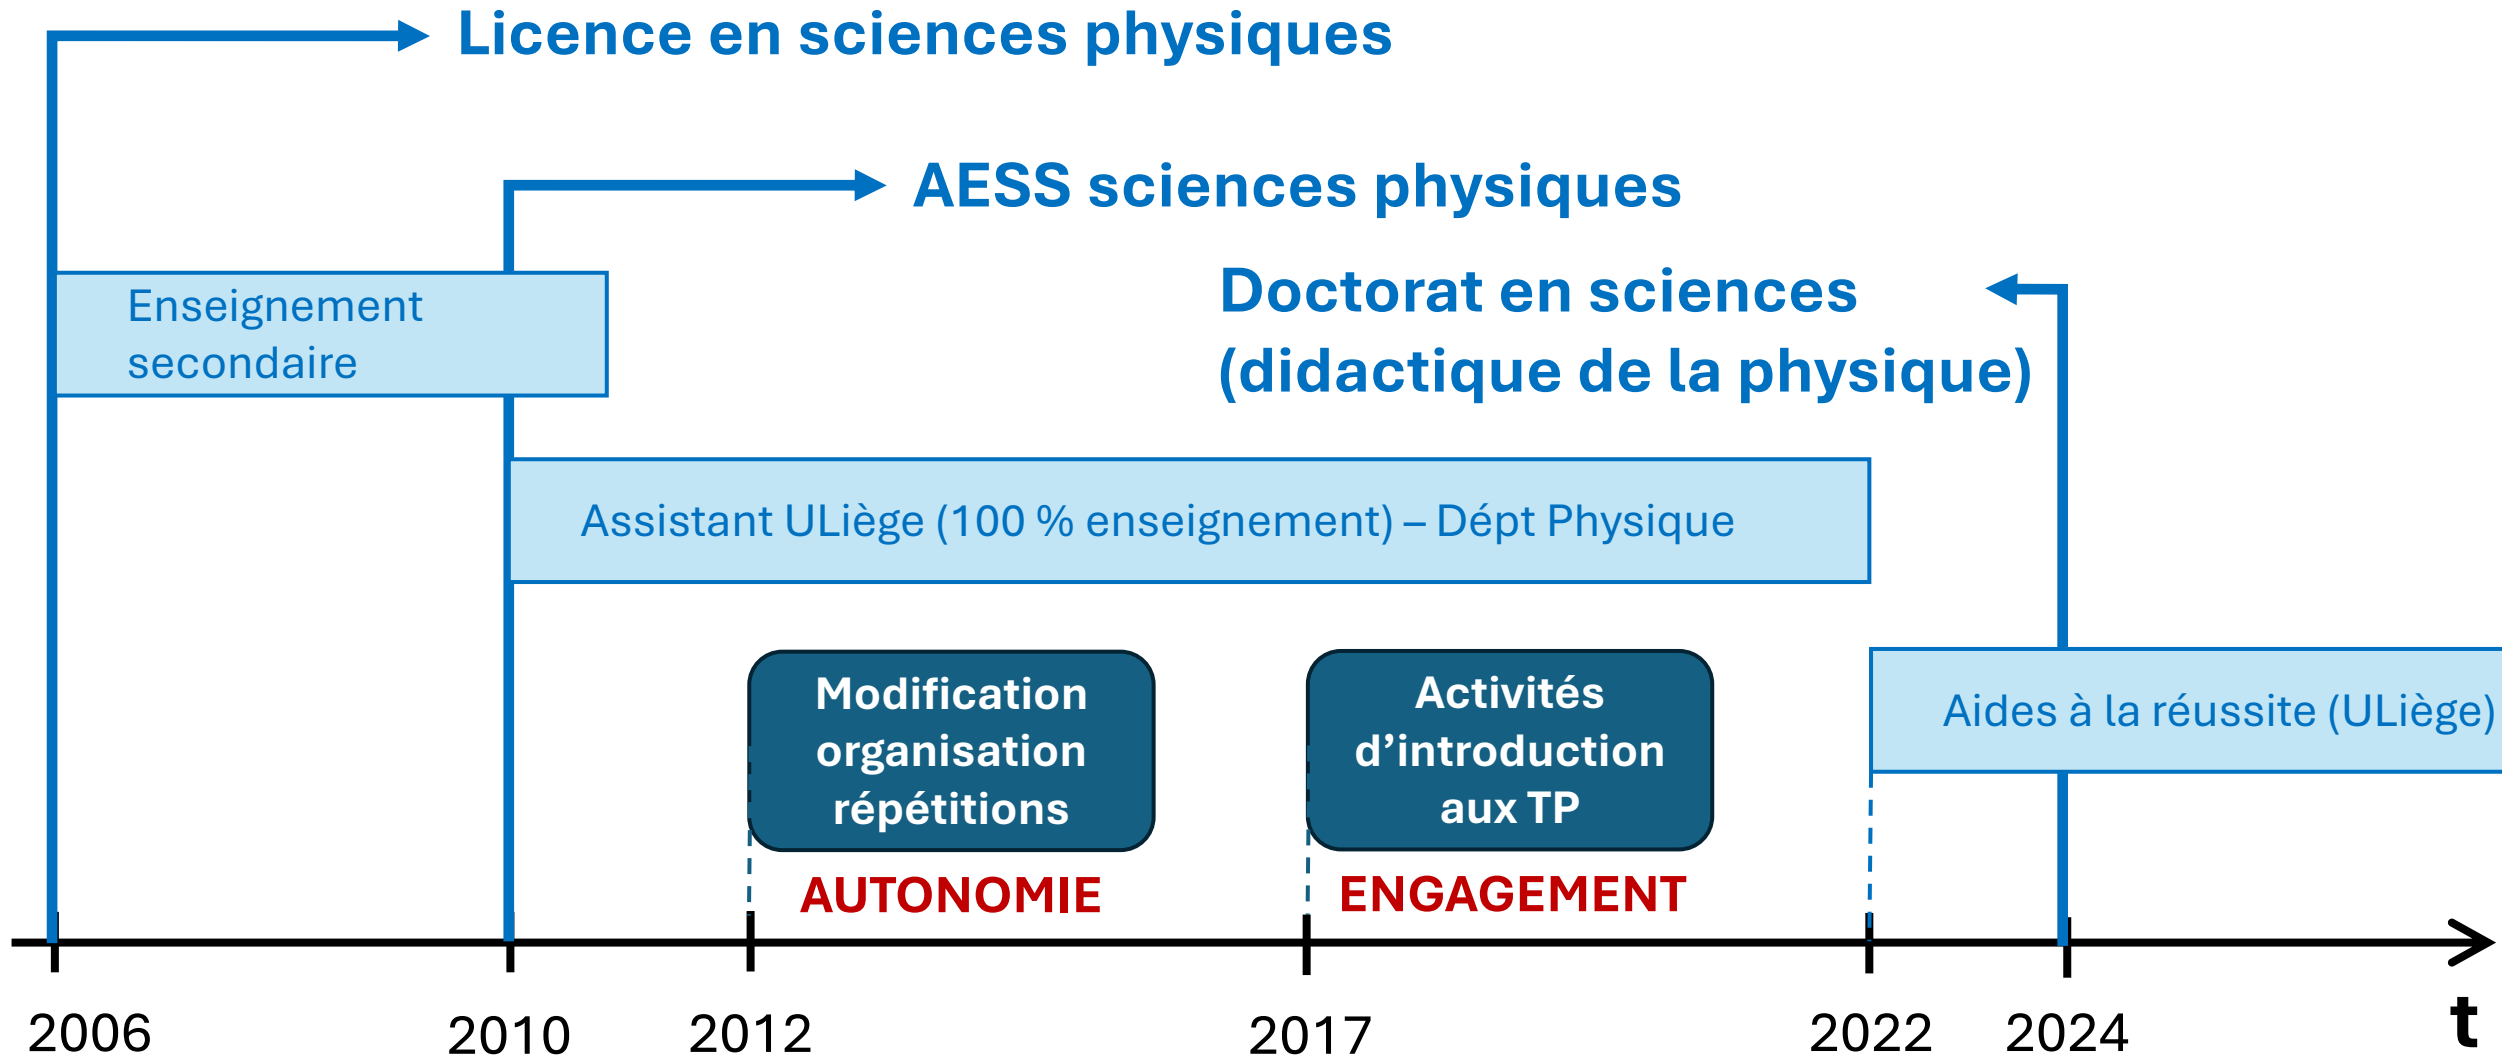 Licence en sciences physiques
AESS sciences physiques
Doctorat en sciences
(didactique de la physique)
Enseignement
secondaire
Assistant ULiège (100 % enseignement) – Dépt Physique
Modification
organisation
répétitions
Activités
d’introduction
aux TP
Aides à la réussite (ULiège)
AUTONOMIE
ENGAGEMENT
2006
2010
2012
2017
2022
2024
t